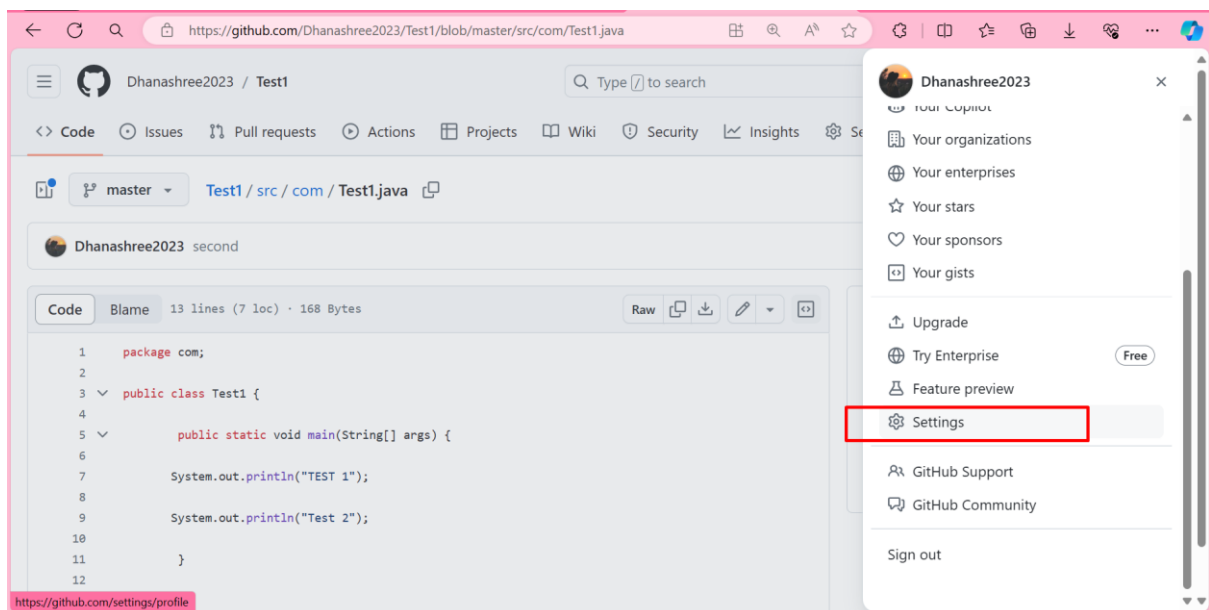 https://github.com/Dhanashree2023/Test1/blob/master/src/com/Test1.java
Dhanashree2023 / Test1
Type / to search
Code Issues Pull requests Actions Projects Wiki Security Insights Se
master Test1 / src / com / Test1.java
Dhanashree2023 second
Code Blame 13 lines (7 loc) · 168 Bytes Raw
1 package com;
2
3 public class Test1 {
4
5 public static void main(String[] args) {
6
7 System.out.println("TEST 1");
8
9 System.out.println("Test 2");
10
11 }
12
https://github.com/settings/profile
Dhanashree2023
Your Copilot
Your organizations
Your enterprises
Your stars
Your sponsors
Your gists
Upgrade
Try Enterprise Free
Feature preview
Settings
GitHub Support
GitHub Community
Sign out